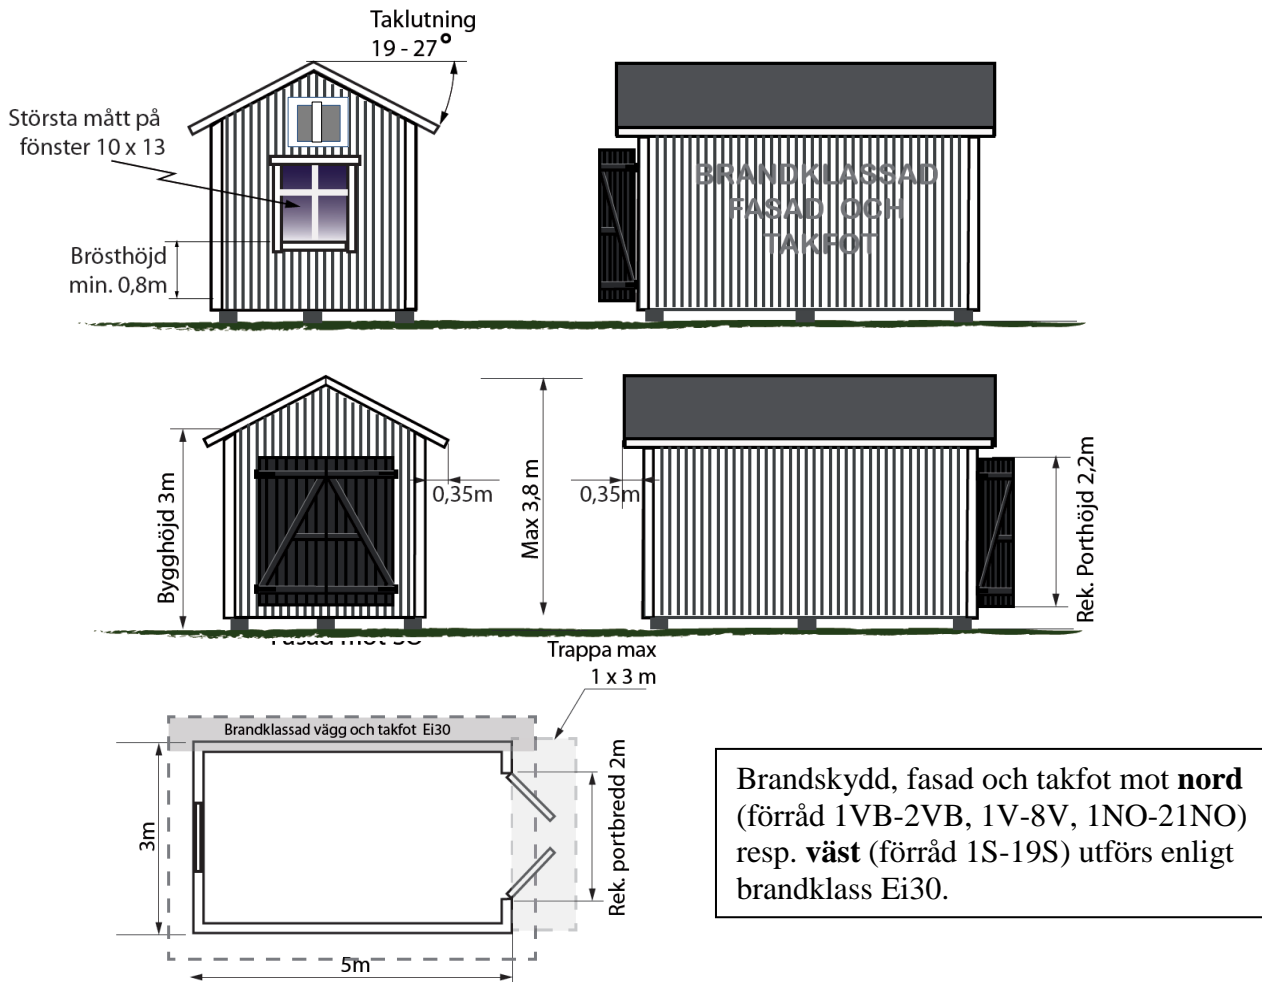 Taklutning
19 - 27°
Största mått på
fönster 10 x 13
Brösthöjd
min. 0,8m
BRANDKLASSAD
FASAD OCH
TAKFOT
Bygghöjd 3m
0,35m
Max 3,8 m
0,35m
Rek. Porthöjd 2,2m
Fasad mot SO
Trappa max
1 x 3 m
Brandklassad vägg och takfot Ei30
3m
Rek. portbredd 2m
5m
Brandskydd, fasad och takfot mot nord
(förråd 1VB-2VB, 1V-8V, 1NO-21NO)
resp. väst (förråd 1S-19S) utförs enligt
brandklass Ei30.